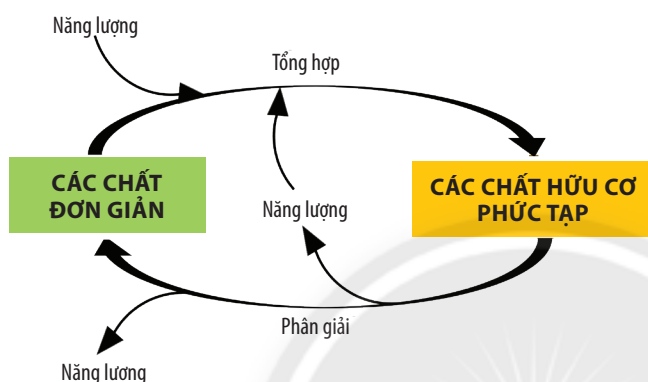 Năng lượng
Tổng hợp
CÁC CHẤT
ĐƠN GIẢN
CÁC CHẤT HỮU CƠ
PHỨC TẠP
Năng lượng
Phân giải
Năng lượng